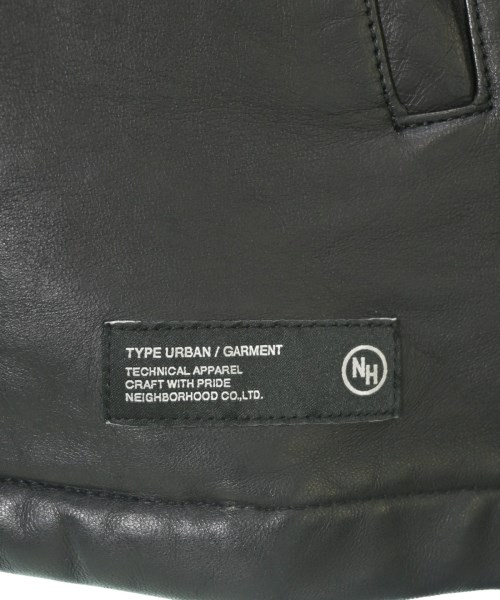 TYPE URBAN / GARMENT
TECHNICAL APPAREL
CRAFT WITH PRIDE
NEIGHBORHOOD CO.,LTD.
NH